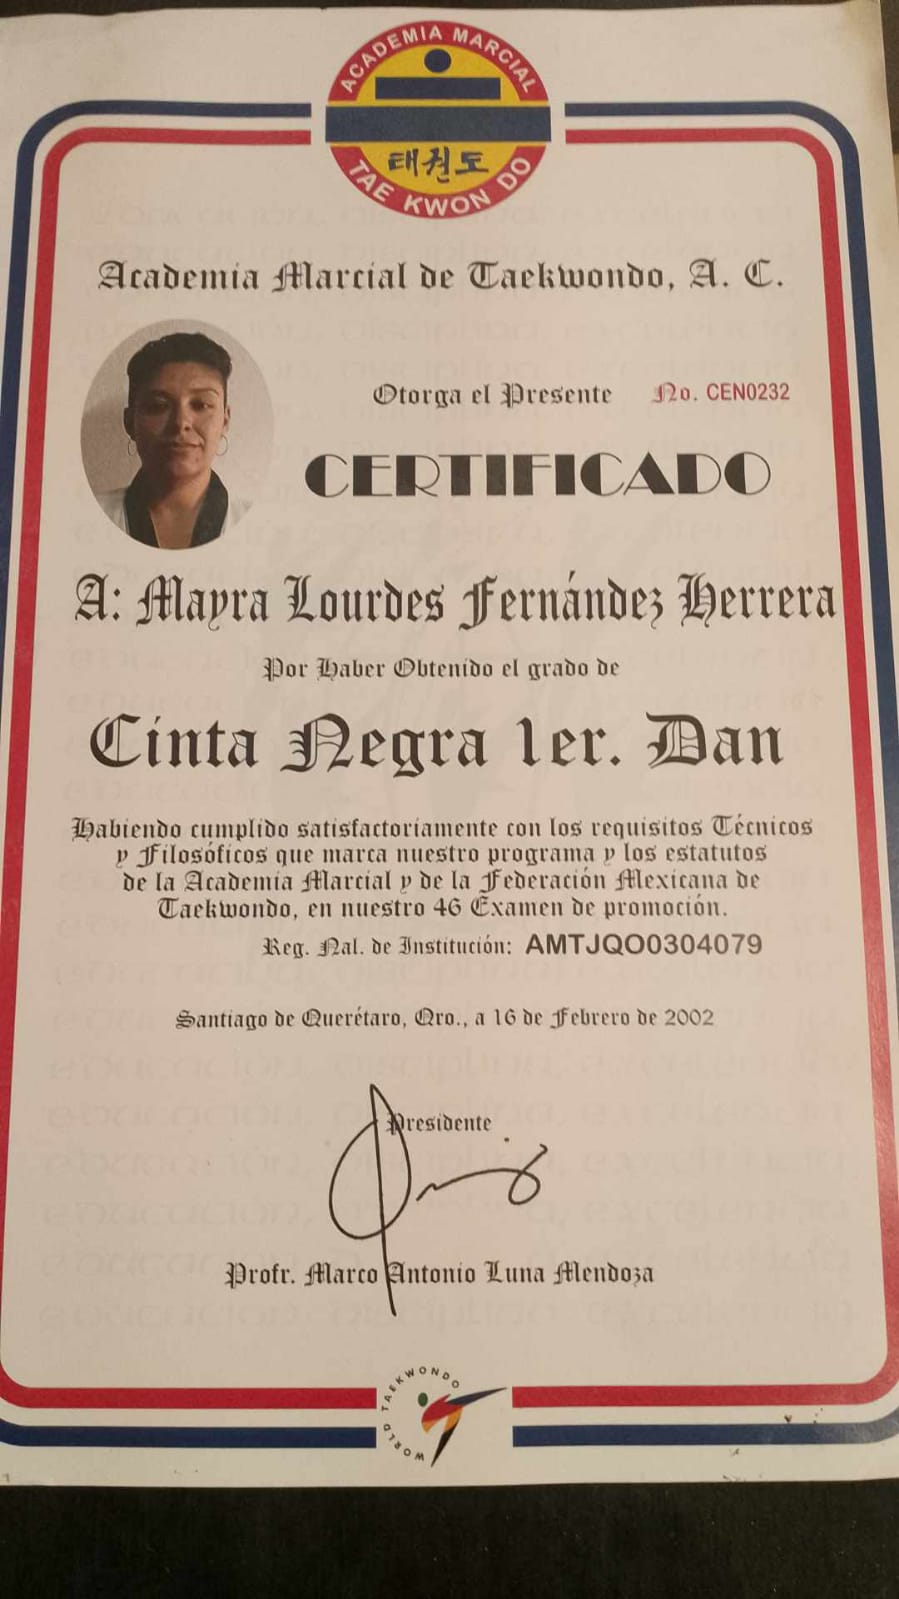 ACADEMIA MARCIAL
태권도
TAE KWON DO
Academia Marcial de Taekwondo, A. C.
Otorga el Presente No. CEN0232
CERTIFICADO
A: Mayra Lourdes Fernández Herrera
Por Haber Obtenido el grado de
Cinta Negra 1er. Dan
Habiendo cumplido satisfactoriamente con los requisitos Técnicos
y Filosóficos que marca nuestro programa y los estatutos
de la Academia Marcial y de la Federación Mexicana de
Taekwondo, en nuestro 46 Examen de promoción.
Reg. Nal. de Institución: AMTJQO0304079
Santiago de Querétaro, Qro., a 16 de Febrero de 2002
Presidente
Profr. Marco Antonio Luna Mendoza
WORLD TAEKWONDO